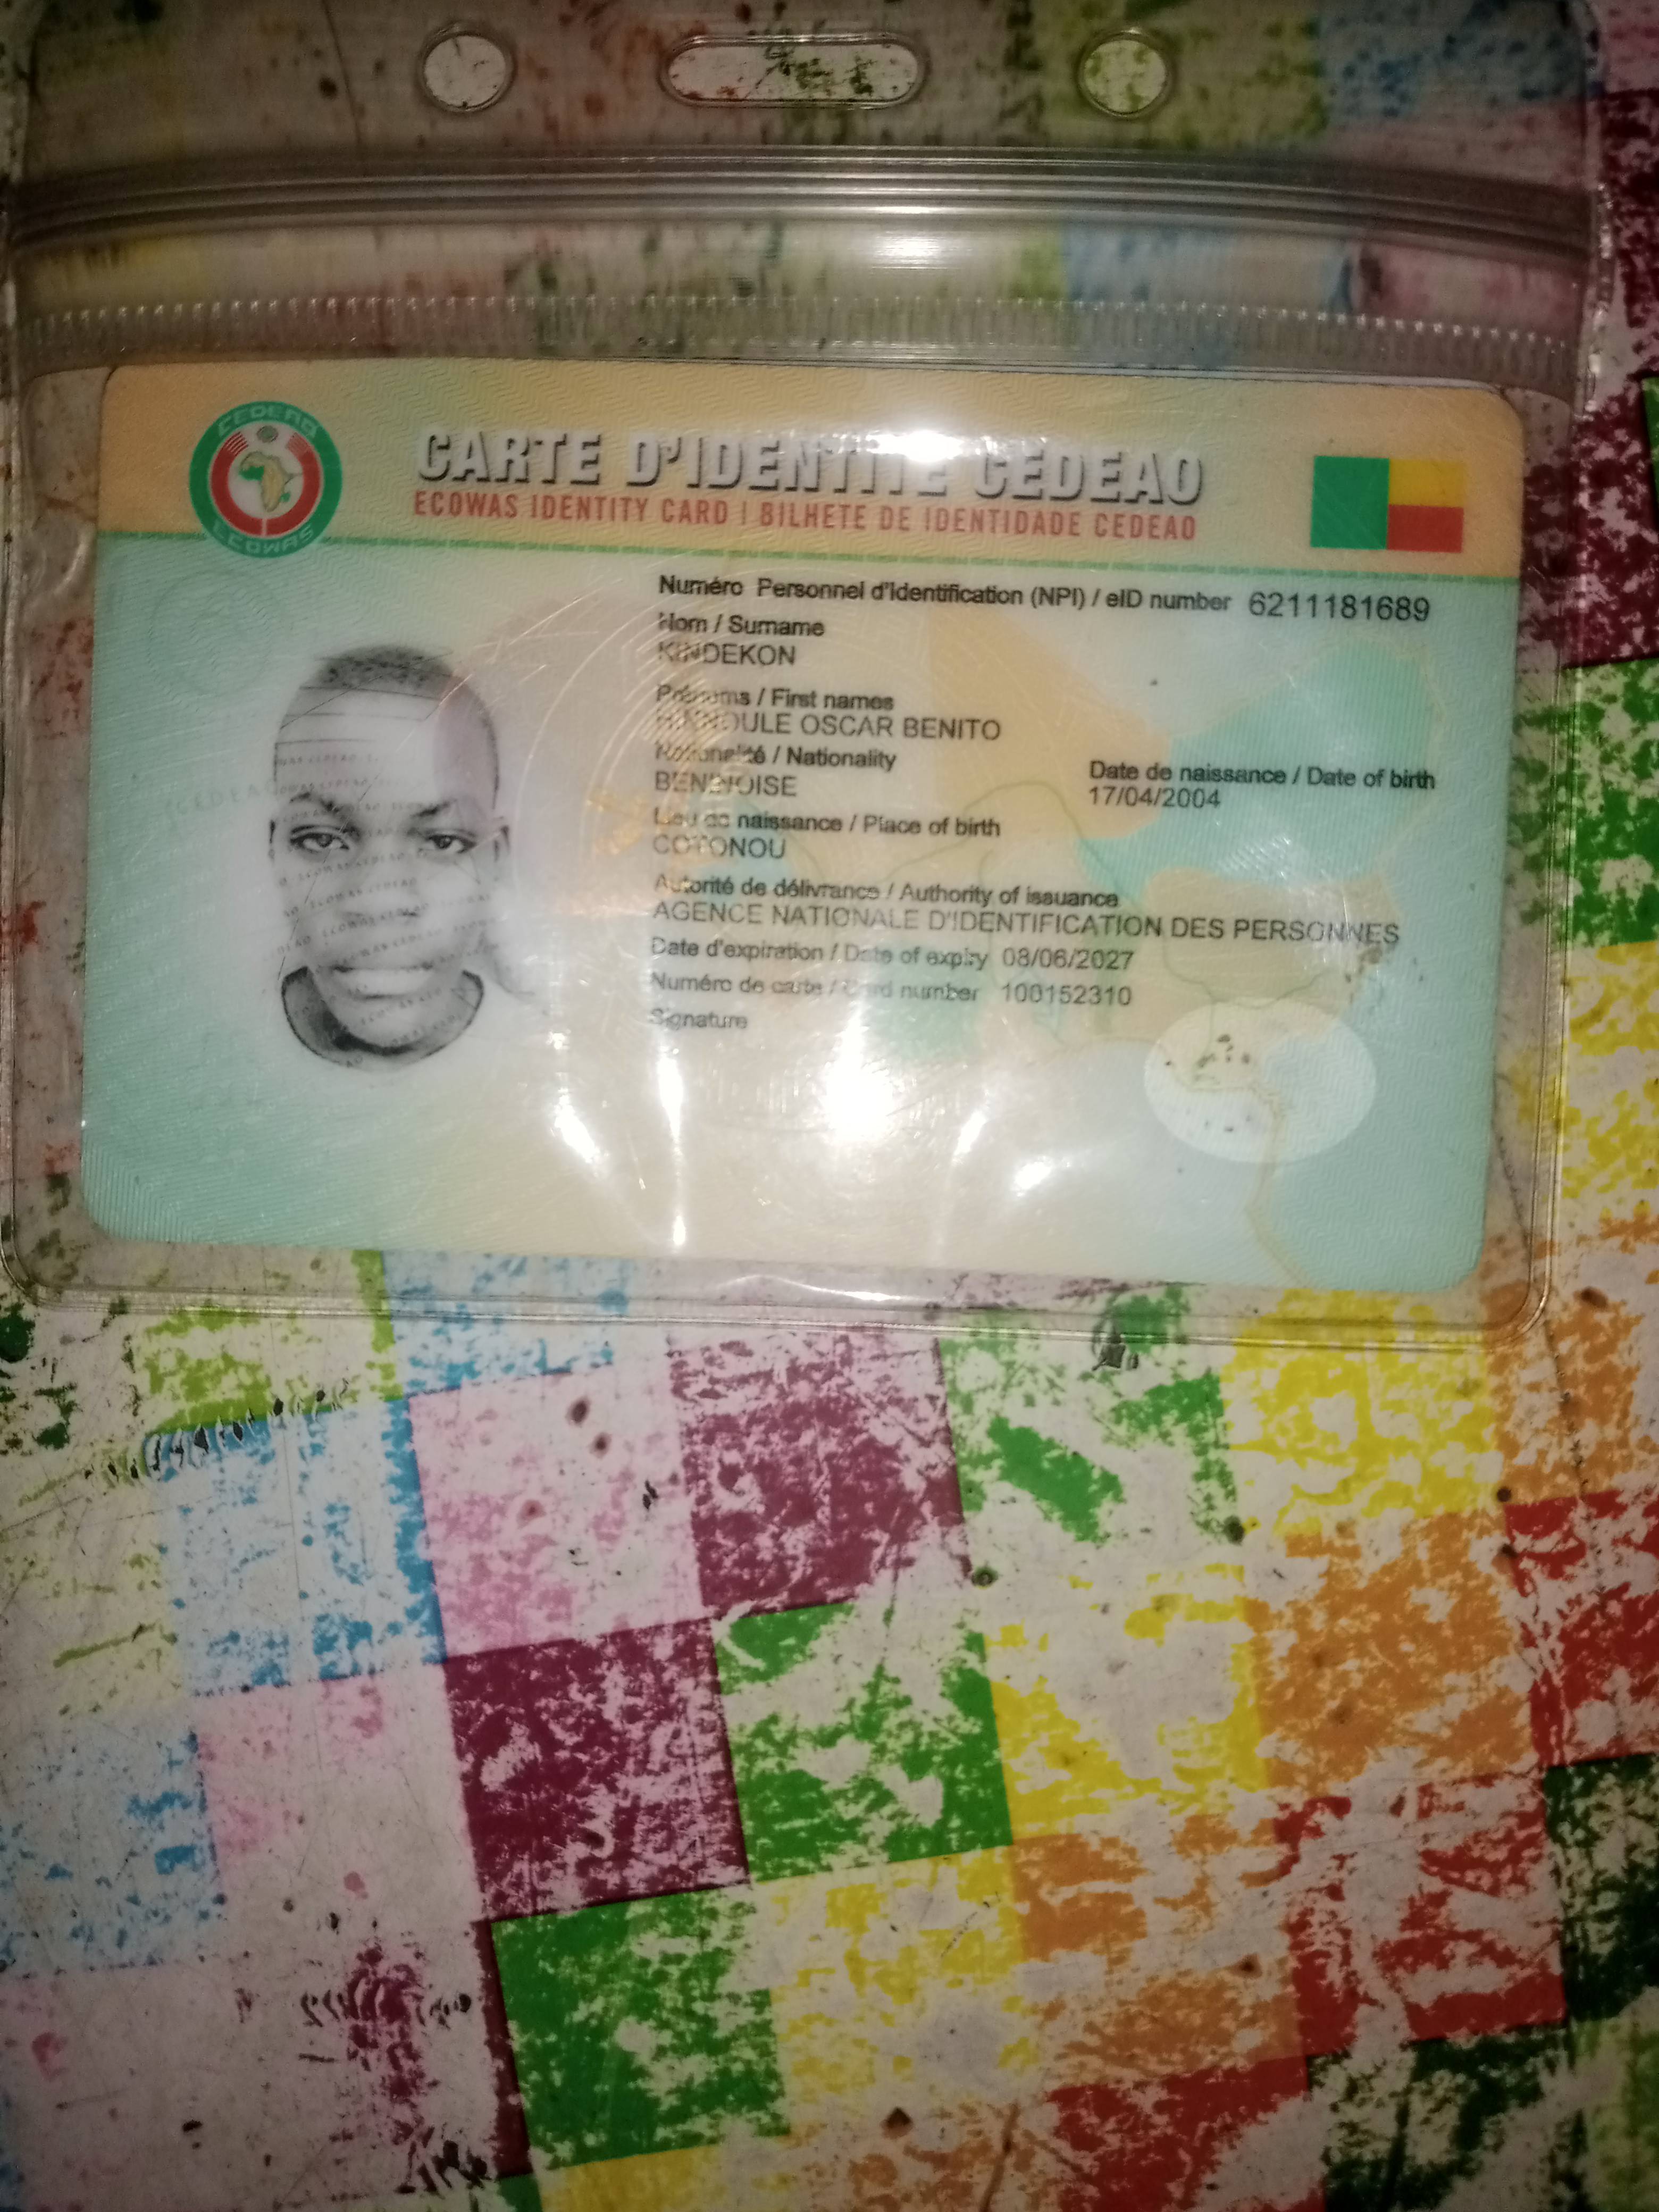 CEDEAO
ECOWAS
CARTE D'IDENTITE CEDEAO
ECOWAS IDENTITY CARD | BILHETE DE IDENTIDADE CEDEAO
Numéro Personnel d'Identification (NPI) / eID number 6211181689
Nom / Surname
KINDEKON
Prénoms / First names
OSCAR BENITO
Nationalité / Nationality
BENINOISE
Date de naissance / Date of birth
17/04/2004
Lieu de naissance / Place of birth
COTONOU
Autorité de délivrance / Authority of issuance
AGENCE NATIONALE D'IDENTIFICATION DES PERSONNES
Date d'expiration / Date of expiry 08/06/2027
Numéro de carte / Card number 100152310
Signature